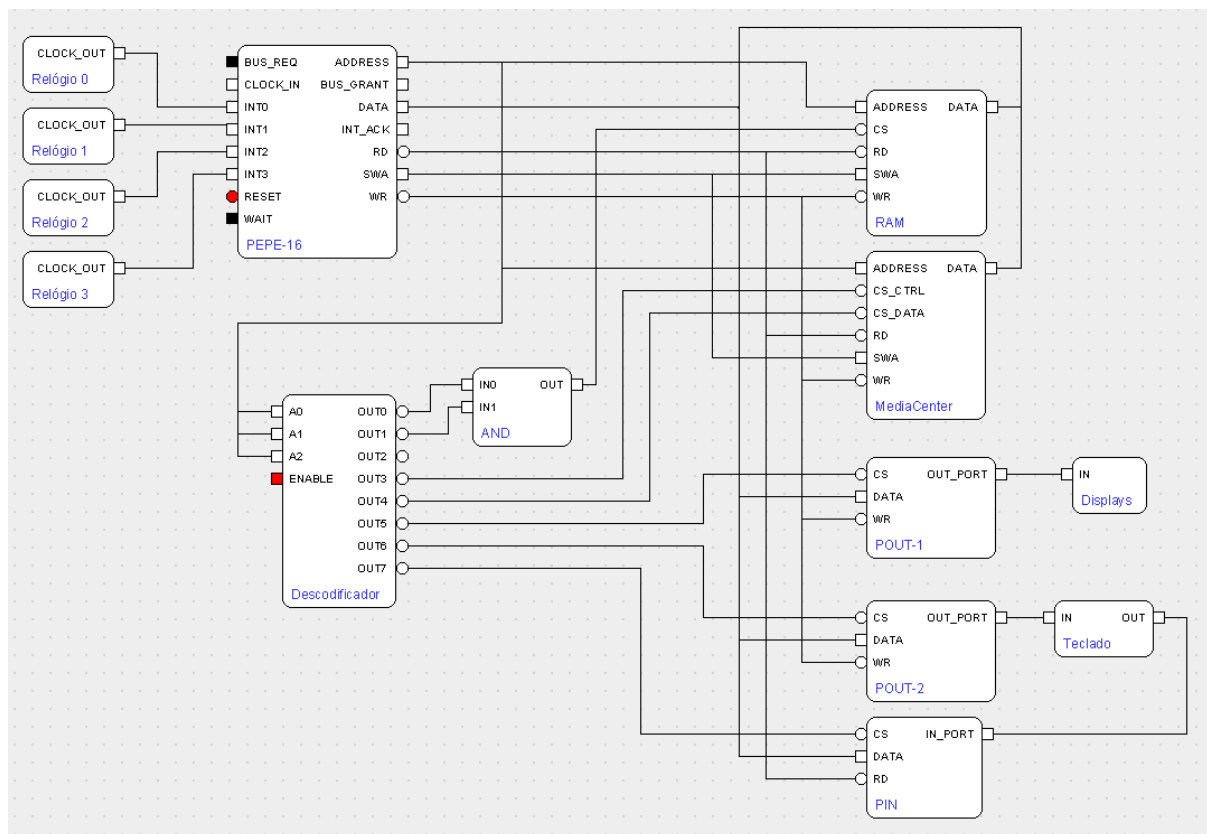 CLOCK_OUT
Relógio 0
CLOCK_OUT
Relógio 1
CLOCK_OUT
Relógio 2
CLOCK_OUT
Relógio 3
BUS_REQ ADDRESS
CLOCK_IN BUS_GRANT
INT0 DATA
INT1 INT_ACK
INT2 RD
INT3 SWA
RESET WR
WAIT
PEPE-16
ADDRESS DATA
CS
RD
SWA
WR
RAM
ADDRESS DATA
CS_CTRL
CS_DATA
RD
SWA
WR
MediaCenter
A0 OUT0
A1 OUT1
A2 OUT2
ENABLE OUT3
OUT4
OUT5
OUT6
OUT7
Descodificador
IN0 OUT
IN1
AND
CS OUT_PORT
DATA
WR
POUT-1
IN
Displays
CS OUT_PORT
DATA
WR
POUT-2
IN OUT
Teclado
CS IN_PORT
DATA
RD
PIN